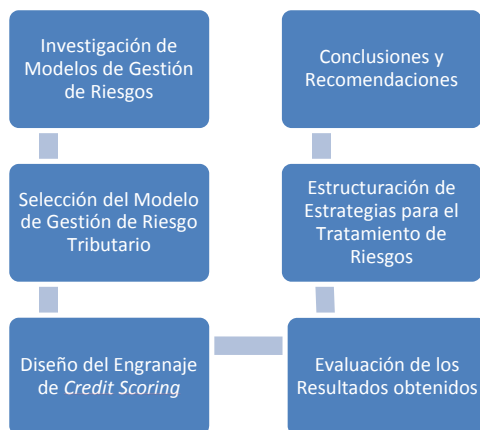 Investigación de
Modelos de Gestión
de Riesgos
Selección del Modelo
de Gestión de Riesgo
Tributario
Diseño del Engranaje
de Credit Scoring
Evaluación de los
Resultados obtenidos
Estructuración de
Estrategias para el
Tratamiento de
Riesgos
Conclusiones y
Recomendaciones